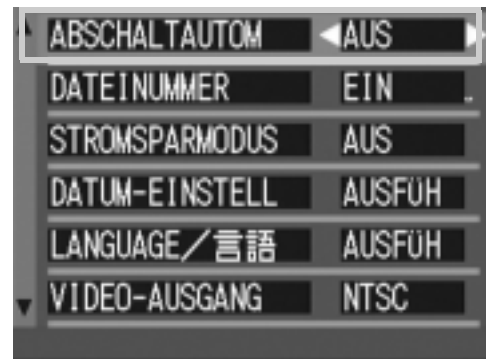 ABSCHALTAUTOM AUS
DATEINUMMER EIN
STROMSPARMODUS AUS
DATUM-EINSTELL AUSFÜH
LANGUAGE/言語 AUSFÜH
VIDEO-AUSGANG NTSC